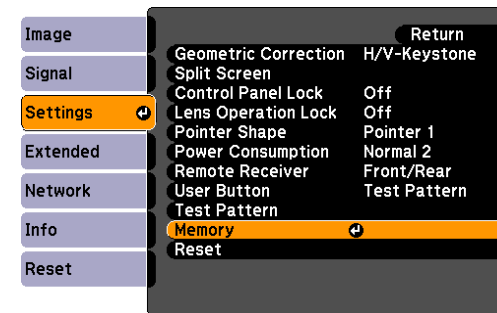 Image
Signal
Settings
Extended
Network
Info
Reset
Return
Geometric Correction H/V-Keystone
Split Screen
Control Panel Lock Off
Lens Operation Lock Off
Pointer Shape Pointer 1
Power Consumption Normal 2
Remote Receiver Front/Rear
User Button Test Pattern
Test Pattern
Memory
Reset